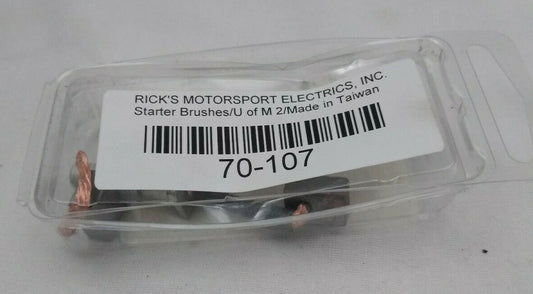 RICK'S MOTORSPORT ELECTRICS, INC.
Starter Brushes/U of M 2/Made in Taiwan
70-107